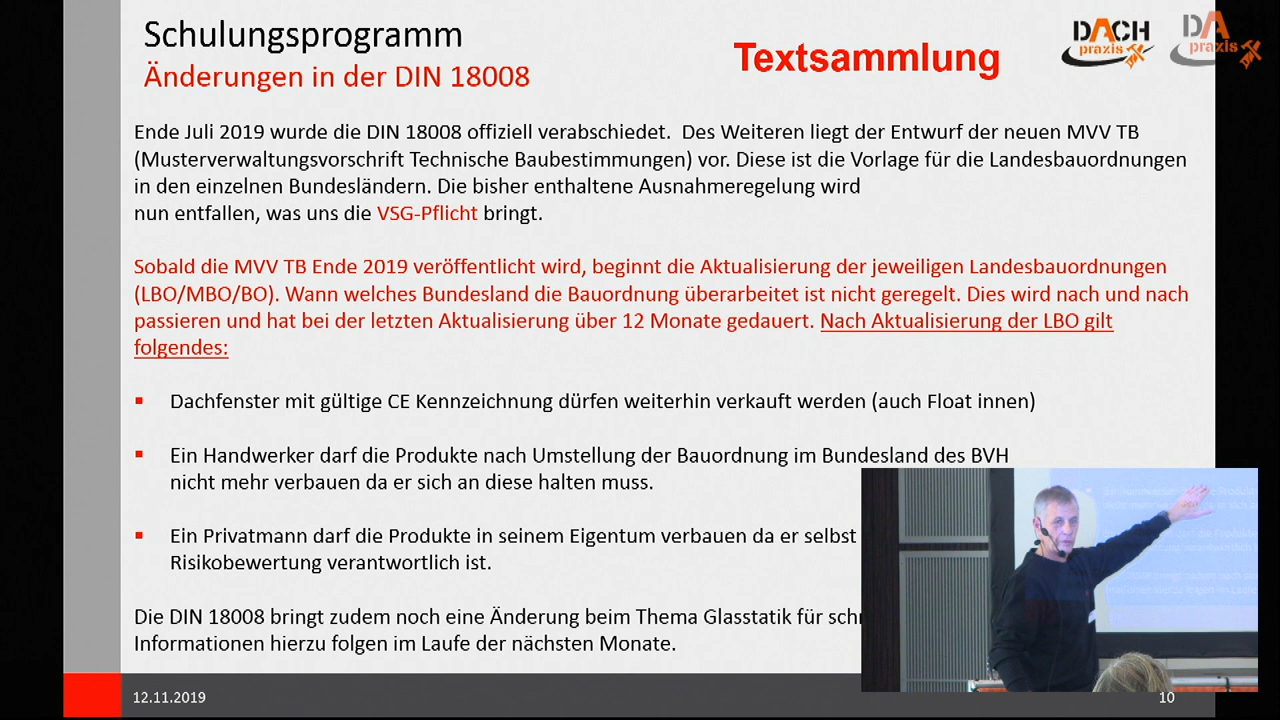 Schulungsprogramm
Änderungen in der DIN 18008
Textsammlung
DACH
praxis
DA
praxis
Ende Juli 2019 wurde die DIN 18008 offiziell verabschiedet. Des Weiteren liegt der Entwurf der neuen MVV TB
(Musterverwaltungsvorschrift Technische Baubestimmungen) vor. Diese ist die Vorlage für die Landesbauordnungen
in den einzelnen Bundesländern. Die bisher enthaltene Ausnahmeregelung wird
nun entfallen, was uns die VSG-Pflicht bringt.
Sobald die MVV TB Ende 2019 veröffentlicht wird, beginnt die Aktualisierung der jeweiligen Landesbauordnungen
(LBO/MBO/BO). Wann welches Bundesland die Bauordnung überarbeitet ist nicht geregelt. Dies wird nach und nach
passieren und hat bei der letzten Aktualisierung über 12 Monate gedauert. Nach Aktualisierung der LBO gilt
folgendes:
▪ Dachfenster mit gültige CE Kennzeichnung dürfen weiterhin verkauft werden (auch Float innen)
▪ Ein Handwerker darf die Produkte nach Umstellung der Bauordnung im Bundesland des BVH
nicht mehr verbauen da er sich an diese halten muss.
▪ Ein Privatmann darf die Produkte in seinem Eigentum verbauen da er selbst
Risikobewertung verantwortlich ist.
Die DIN 18008 bringt zudem noch eine Änderung beim Thema Glasstatik für
Informationen hierzu folgen im Laufe der nächsten Monate.
12.11.2019
10